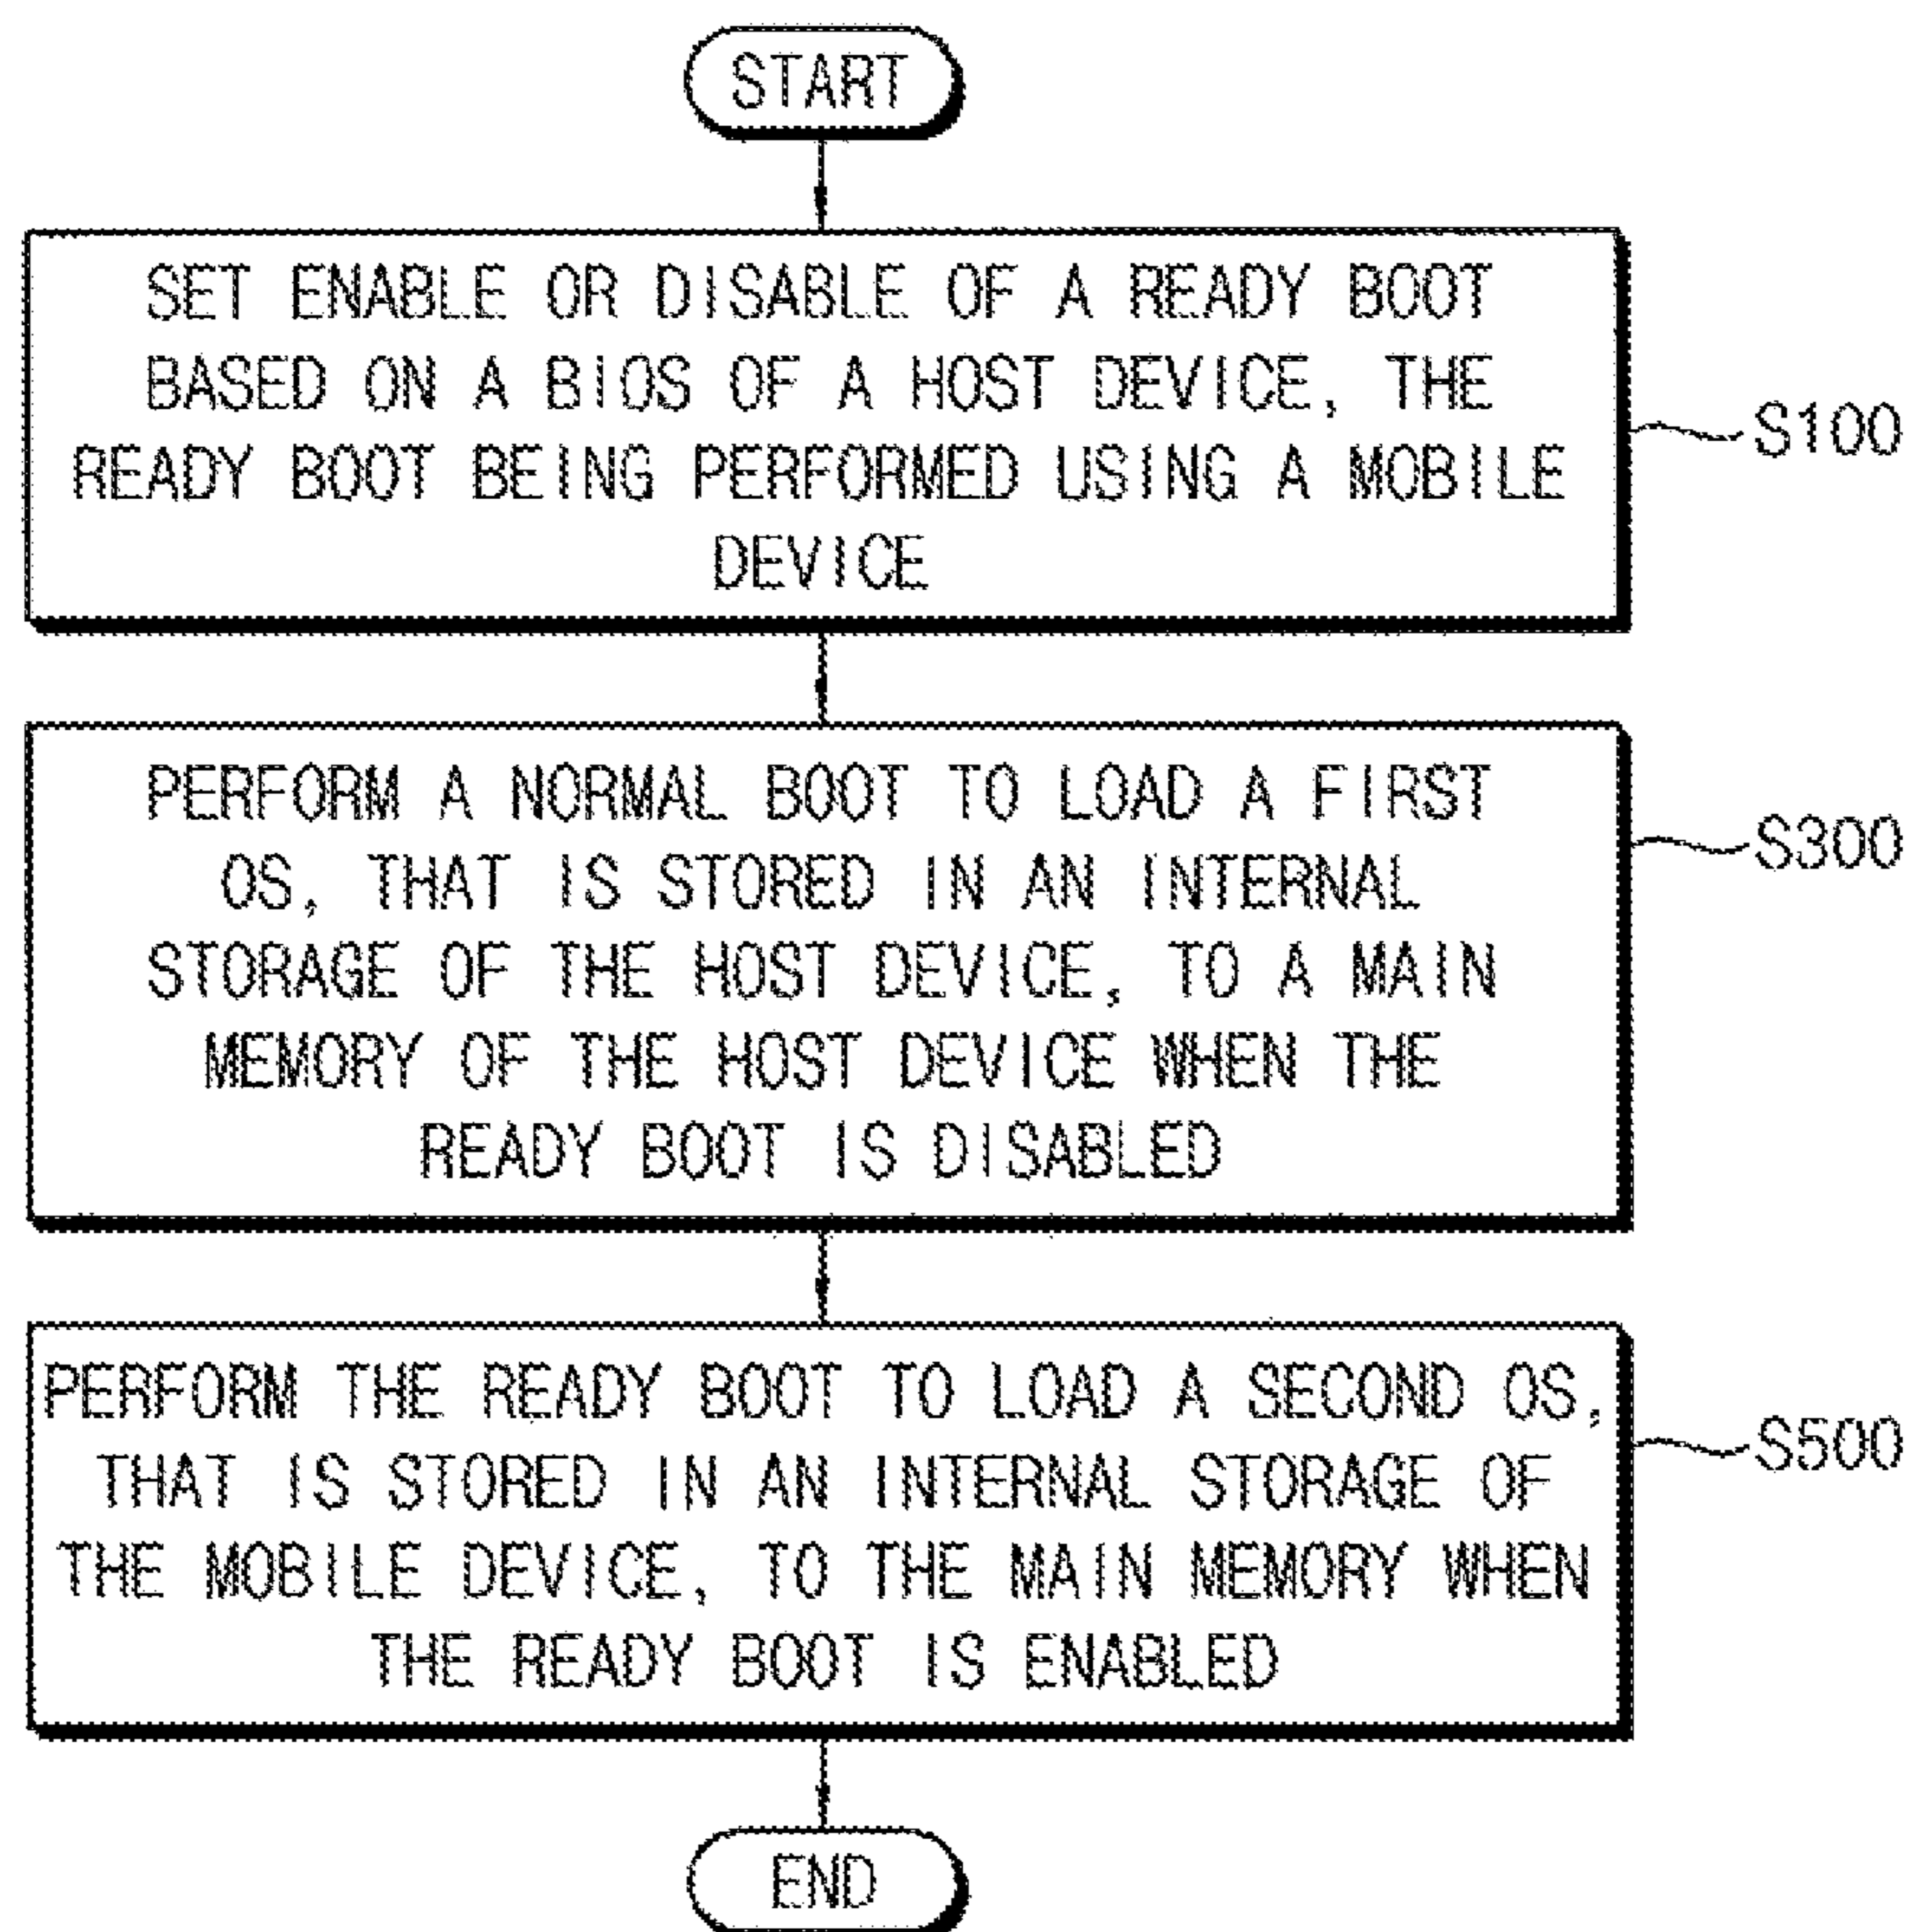 START
SET ENABLE OR DISABLE OF A READY BOOT
BASED ON A BIOS OF A HOST DEVICE, THE
READY BOOT BEING PERFORMED USING A MOBILE
DEVICE
S100
PERFORM A NORMAL BOOT TO LOAD A FIRST
OS, THAT IS STORED IN AN INTERNAL
STORAGE OF THE HOST DEVICE, TO A MAIN
MEMORY OF THE HOST DEVICE WHEN THE
READY BOOT IS DISABLED
S300
PERFORM THE READY BOOT TO LOAD A SECOND OS,
THAT IS STORED IN AN INTERNAL STORAGE OF
THE MOBILE DEVICE, TO THE MAIN MEMORY WHEN
THE READY BOOT IS ENABLED
S500
END